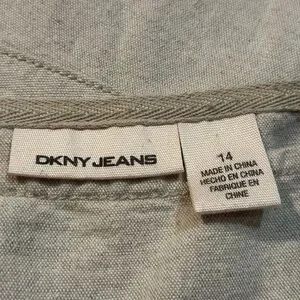 DKNY JEANS
14
MADE IN CHINA
HECHO EN CHINA
FABRIQUE EN
CHINE